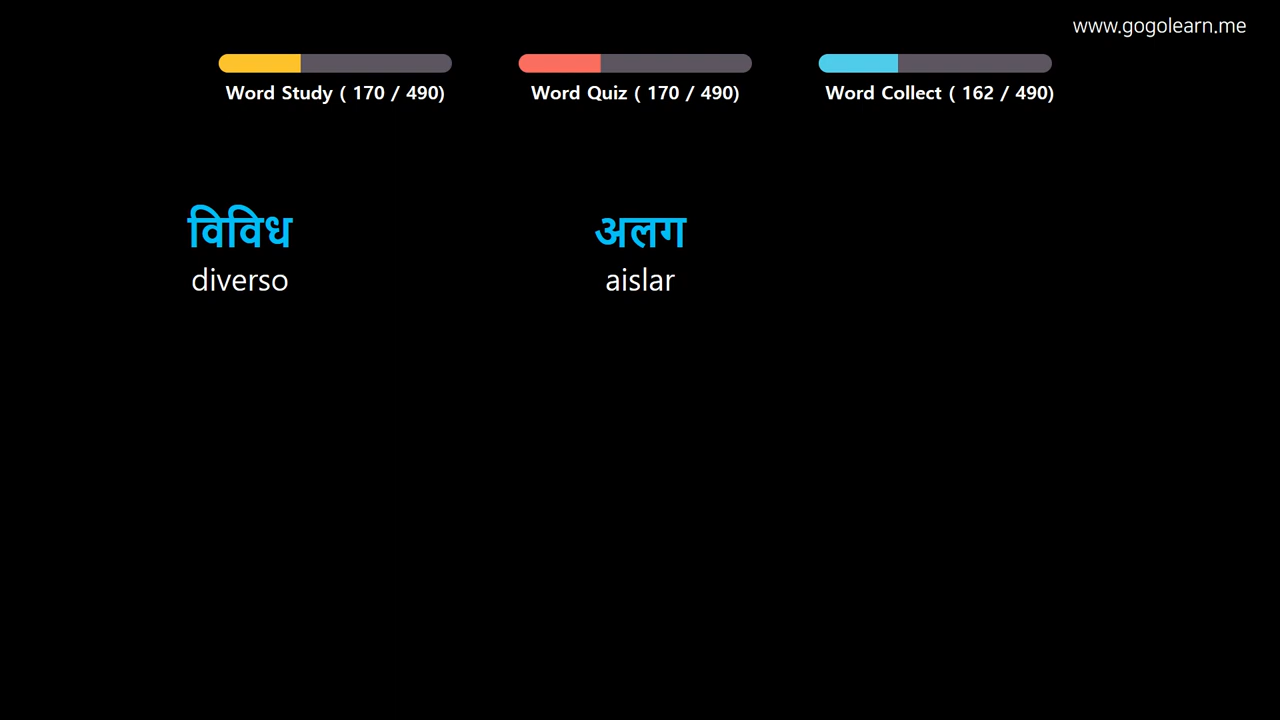 www.gogolearn.me
Word Study ( 170 / 490)
Word Quiz ( 170 / 490)
Word Collect ( 162 / 490)
विविध
अलग
diverso
aislar